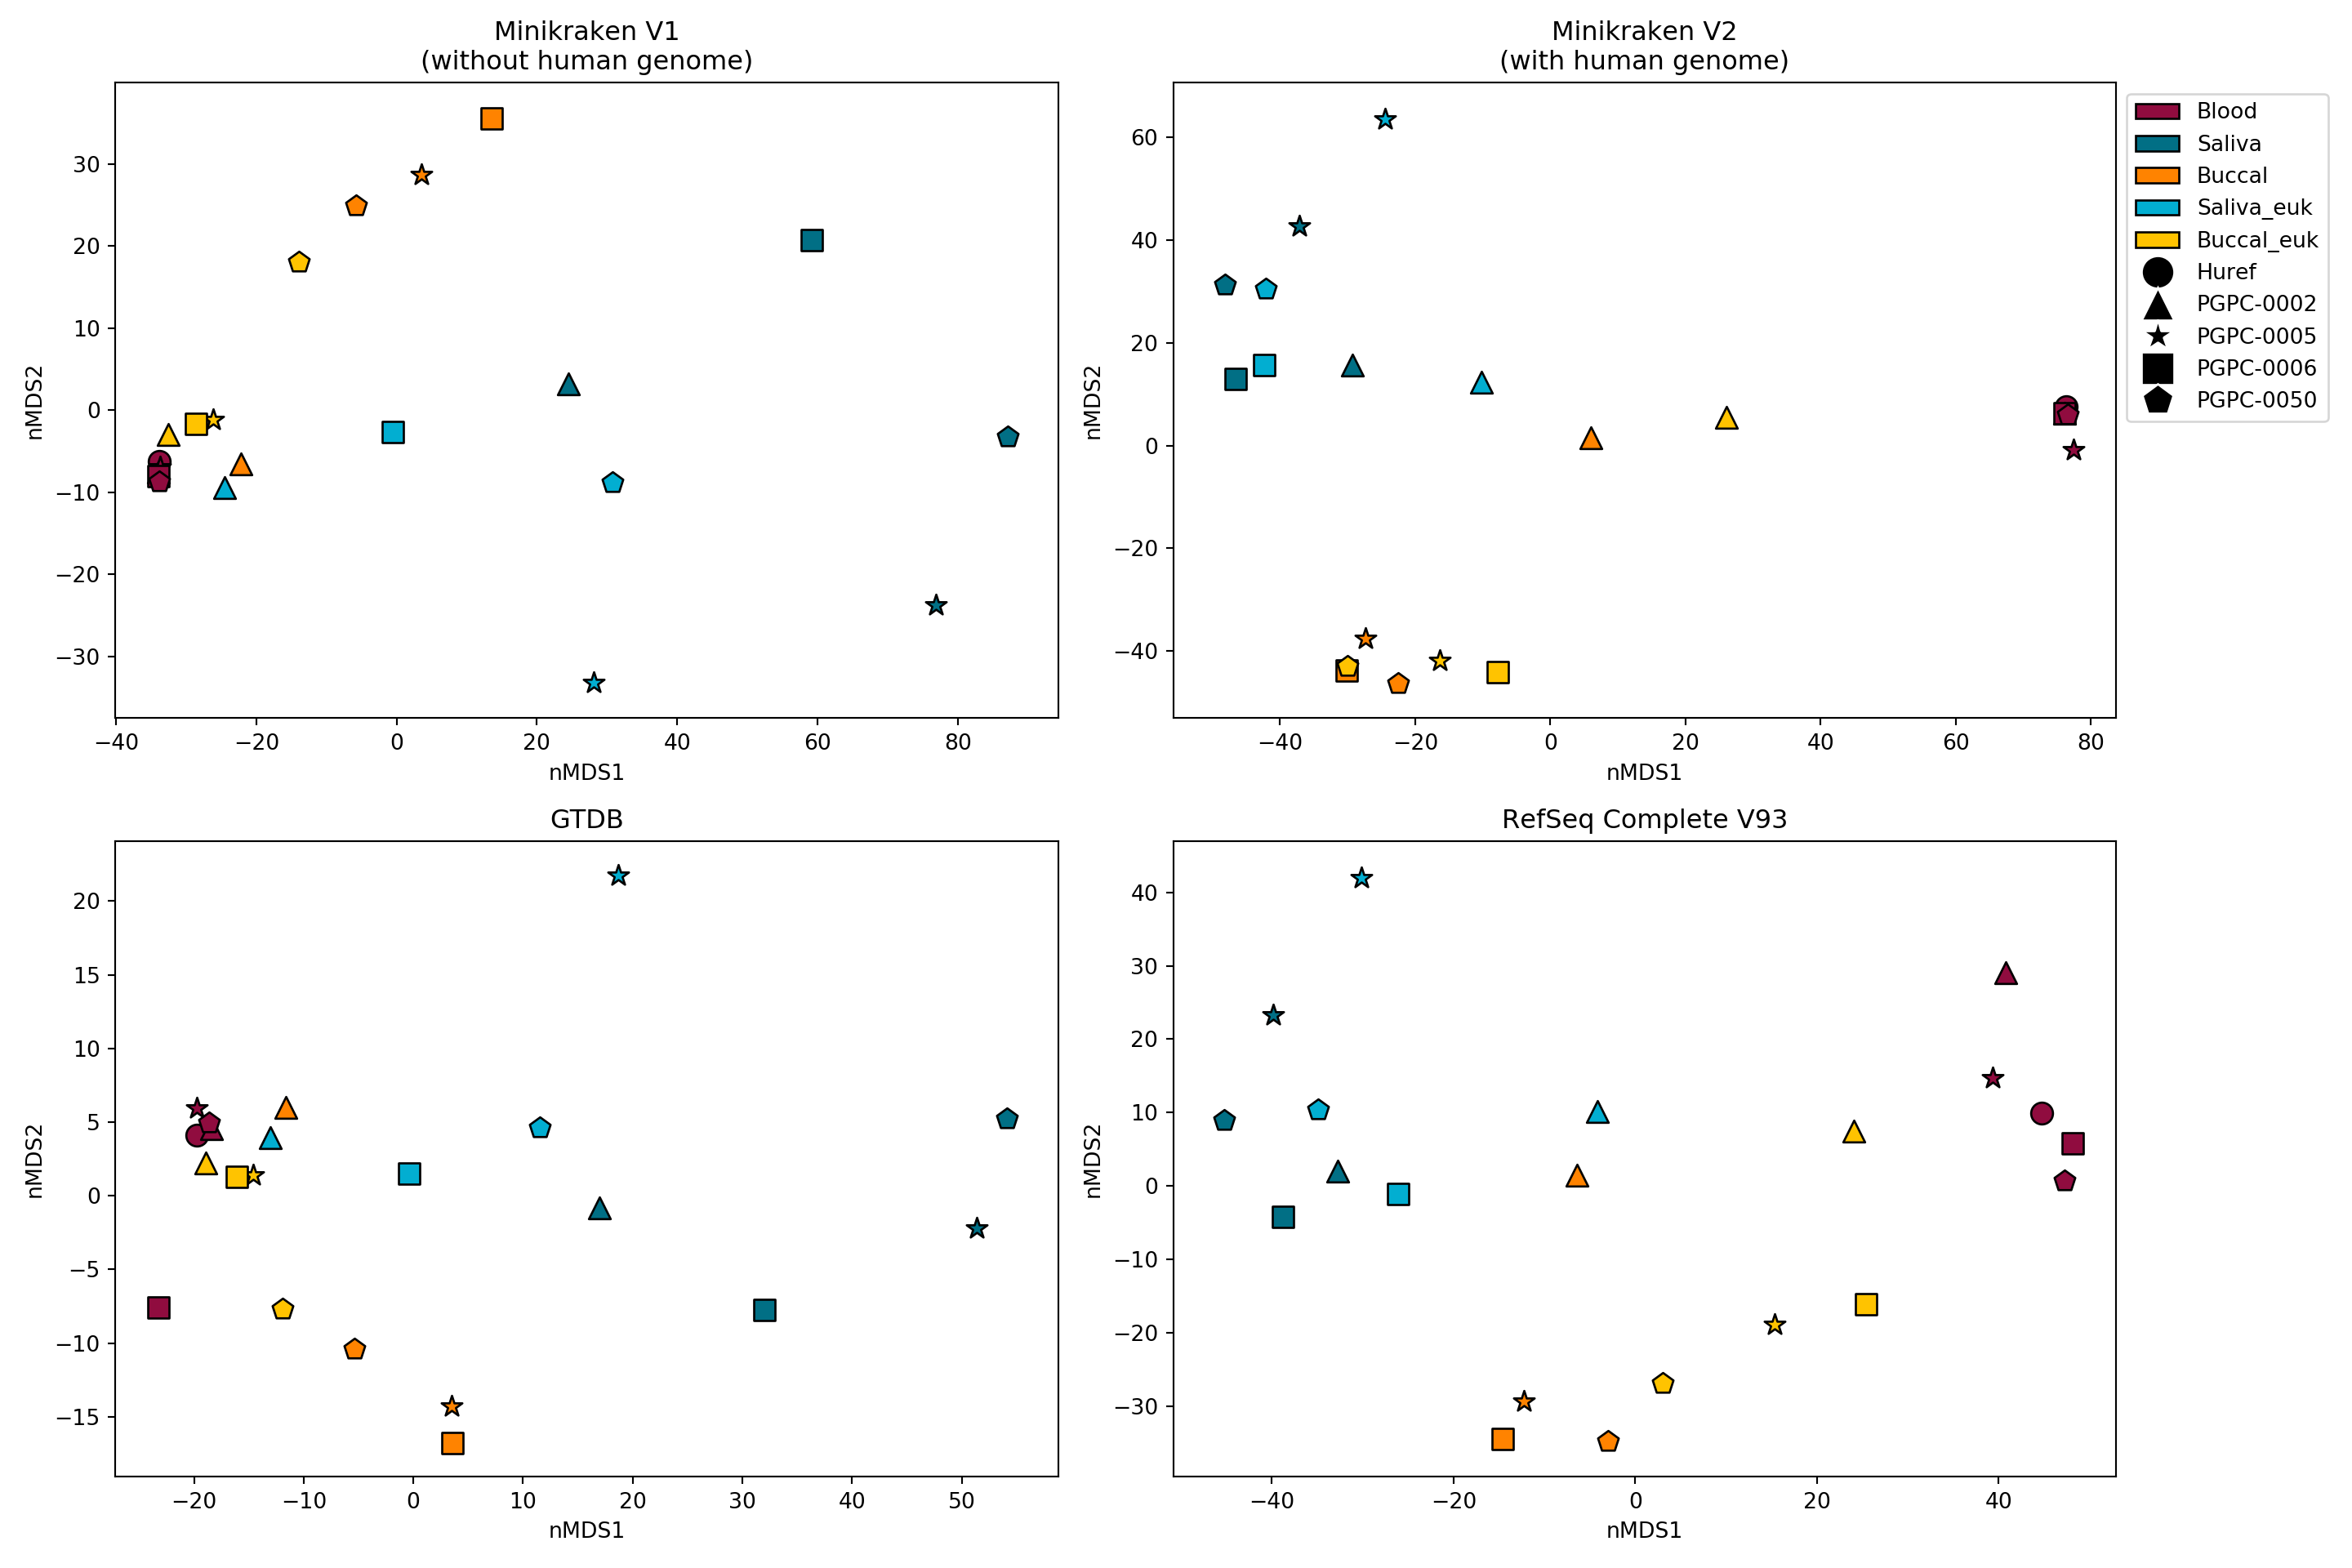 Minikraken V1
(without human genome)
30
20
10
0
−10
−20
−30
nMDS2
−40
−20
0
20
40
60
80
nMDS1
Minikraken V2
(with human genome)
60
40
20
0
−20
−40
nMDS2
−40
−20
0
20
40
60
80
nMDS1
Blood
Saliva
Buccal
Saliva_euk
Buccal_euk
Huref
PGPC-0002
PGPC-0005
PGPC-0006
PGPC-0050
GTDB
20
15
10
5
0
−5
−10
−15
nMDS2
−20
−10
0
10
20
30
40
50
nMDS1
RefSeq Complete V93
40
30
20
10
0
−10
−20
−30
nMDS2
−40
−20
0
20
40
nMDS1